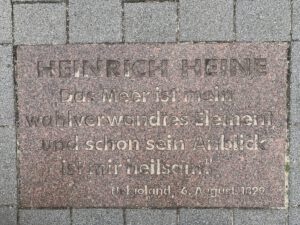 HEINRICH HEINE
Das Meer ist mein
wahlverwandtes Element,
und schon sein Anblick
ist mir heilsam.
Helgoland, 6. August 1829